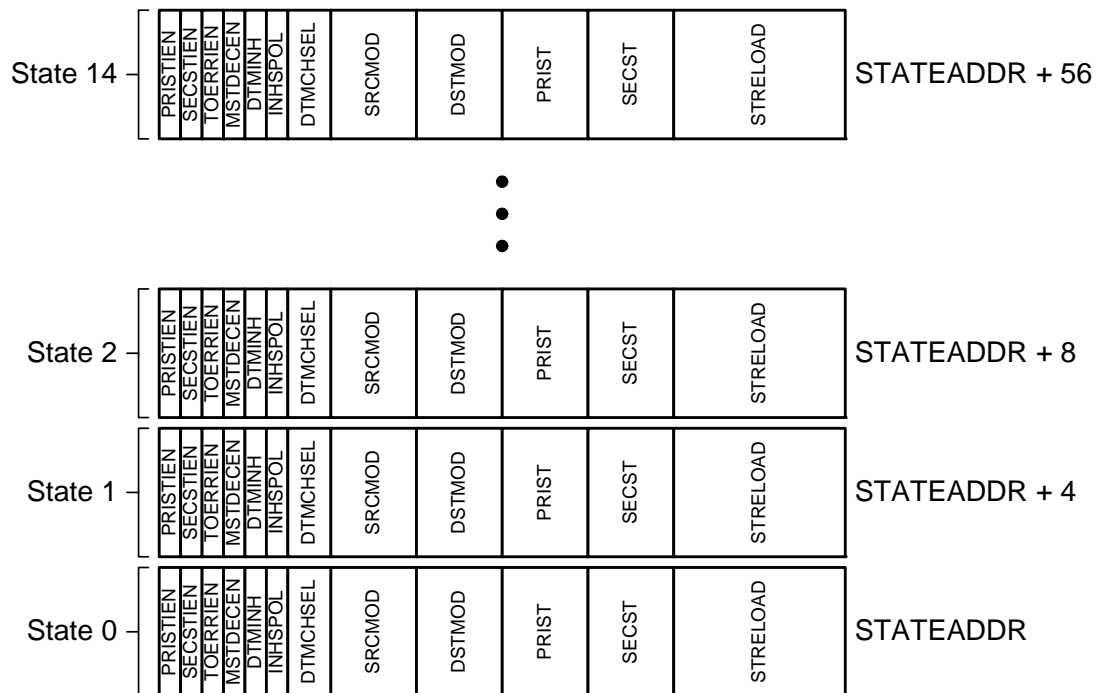 State 14
PRISTIEN
SECSTIEN
TOERRIEN
MSTDECEN
DTMINH
INHSPOL
DTMCHSEL
SRCMOD
DSTMOD
PRIST
SECST
STRELOAD
STATEADDR + 56
State 2
PRISTIEN
SECSTIEN
TOERRIEN
MSTDECEN
DTMINH
INHSPOL
DTMCHSEL
SRCMOD
DSTMOD
PRIST
SECST
STRELOAD
STATEADDR + 8
State 1
PRISTIEN
SECSTIEN
TOERRIEN
MSTDECEN
DTMINH
INHSPOL
DTMCHSEL
SRCMOD
DSTMOD
PRIST
SECST
STRELOAD
STATEADDR + 4
State 0
PRISTIEN
SECSTIEN
TOERRIEN
MSTDECEN
DTMINH
INHSPOL
DTMCHSEL
SRCMOD
DSTMOD
PRIST
SECST
STRELOAD
STATEADDR